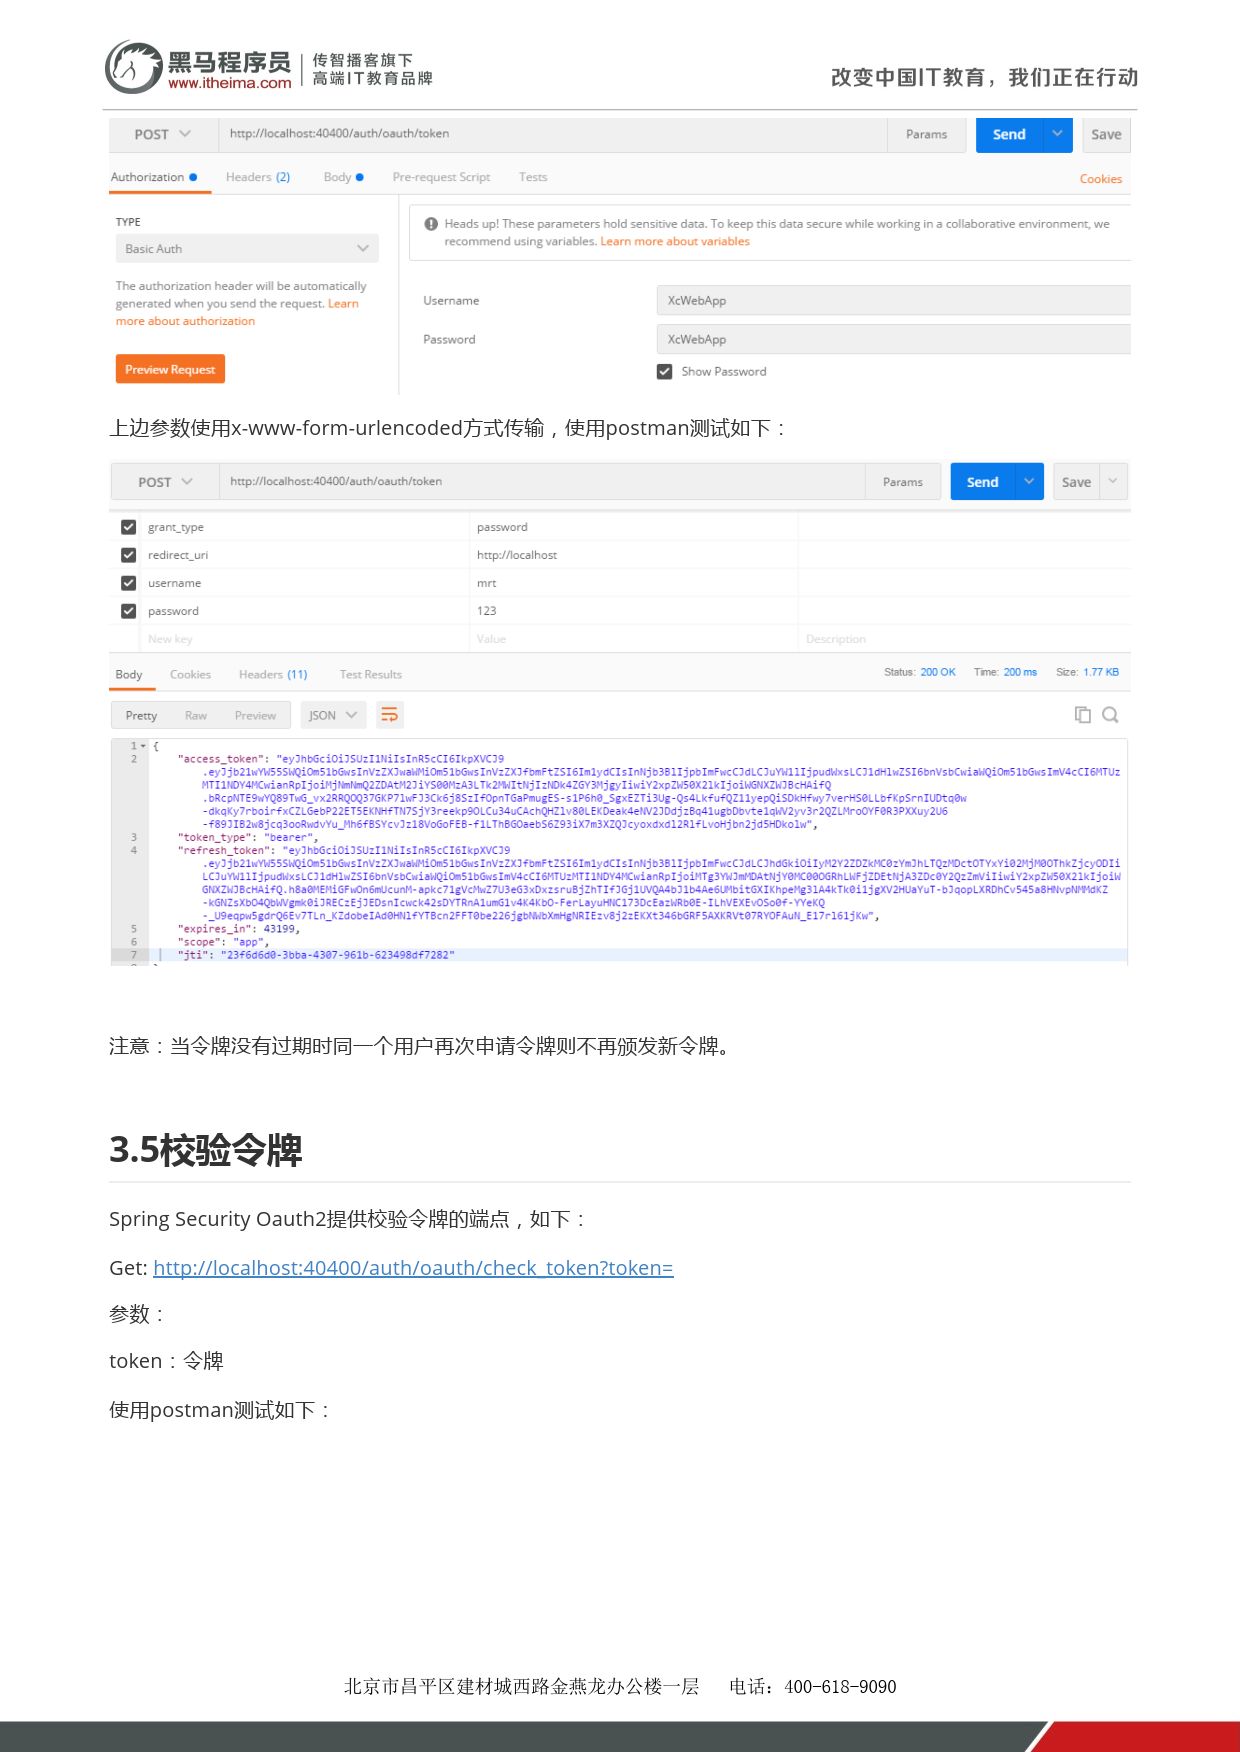 黑马程序员 传智播客旗下
www.itheima.com 高端IT教育品牌
改变中国IT教育，我们正在行动
POST http://localhost:40400/auth/oauth/token Params Send Save
Authorization Headers (2) Body Pre-request Script Tests Cookies
TYPE
Basic Auth
The authorization header will be automatically
generated when you send the request. Learn
more about authorization
Preview Request
Heads up! These parameters hold sensitive data. To keep this data secure while working in a collaborative environment, we
recommend using variables. Learn more about variables
Username XcWebApp
Password XcWebApp
Show Password
上边参数使用x-www-form-urlencoded方式传输，使用postman测试如下：
POST http://localhost:40400/auth/oauth/token Params Send Save
grant_type password
redirect_uri http://localhost
username mrt
password 123
New key Value Description
Body Cookies Headers (11) Test Results Status: 200 OK Time: 200 ms Size: 1.77 KB
Pretty Raw Preview JSON
1 {
2 "access_token": "eyJhbGciOiJSUzI1NiIsInR5cCI6IkpXVCJ9
3 "token_type": "bearer",
4 "refresh_token": "eyJhbGciOiJSUzI1NiIsInR5cCI6IkpXVCJ9
5 "expires_in": 43199,
6 "scope": "app",
7 "jti": "23f6d6d0-3bba-4307-961b-623498df7282"
注意：当令牌没有过期时同一个用户再次申请令牌则不再颁发新令牌。
3.5校验令牌
Spring Security Oauth2提供校验令牌的端点，如下：
Get: http://localhost:40400/auth/oauth/check_token?token=
参数：
token：令牌
使用postman测试如下：
北京市昌平区建材城西路金燕龙办公楼一层 电话：400-618-9090